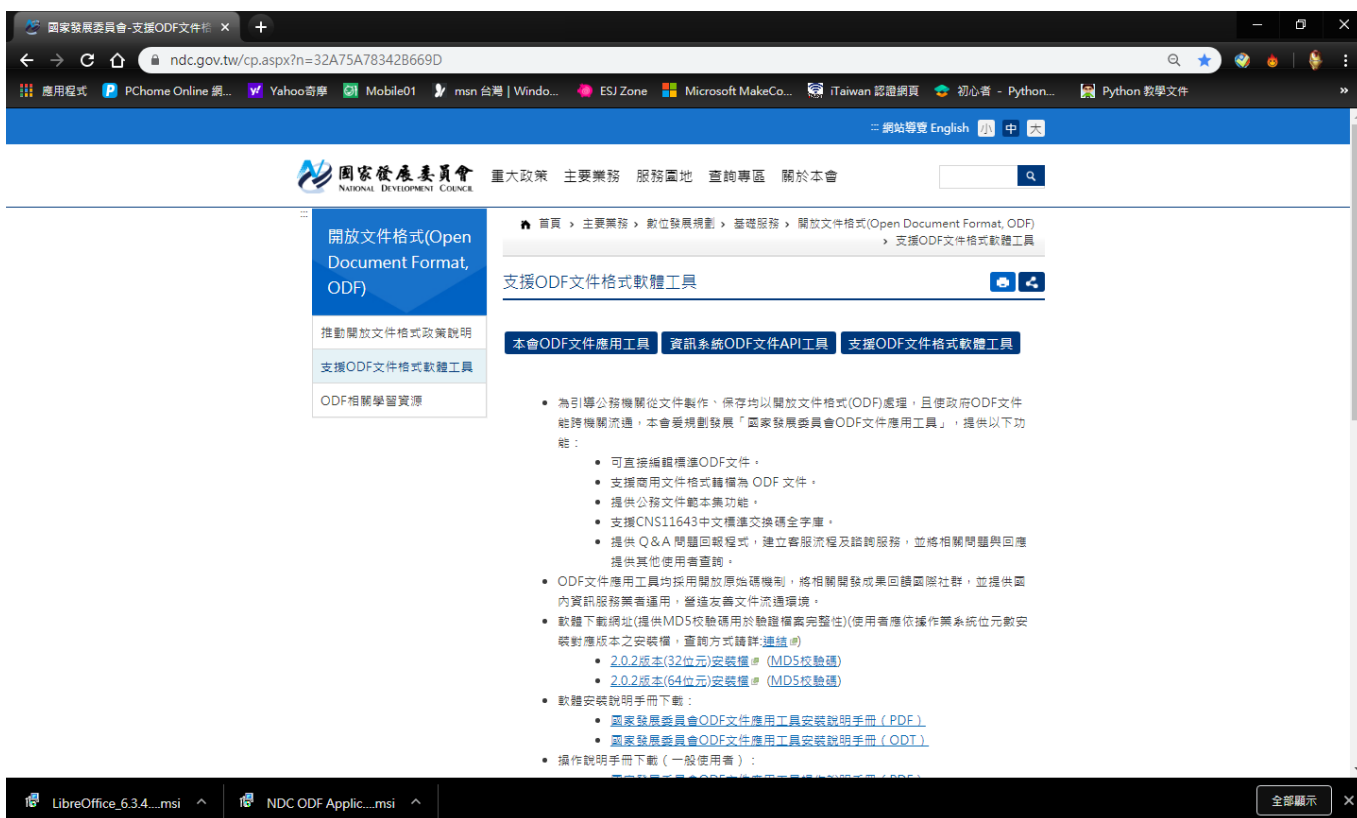 國家發展委員會-支援ODF文件格
ndc.gov.tw/cp.aspx?n=32A75A78342B669D
應用程式 PChome Online 網... Yahoo奇摩 Mobile01 msn 台灣 | Windo... ESJ Zone Microsoft MakeCo... iTaiwan 認證網頁 初心者 - Python... Python 教學文件 »
::: 網站導覽 English 小 中 大
國家發展委員會 重大政策 主要業務 服務園地 查詢專區 關於本會
NATIONAL DEVELOPMENT COUNCIL
:::
開放文件格式(Open
Document Format,
ODF)
推動開放文件格式政策說明
支援ODF文件格式軟體工具
ODF相關學習資源
首頁 › 主要業務 › 數位發展規劃 › 基礎服務 › 開放文件格式(Open Document Format, ODF)
› 支援ODF文件格式軟體工具
支援ODF文件格式軟體工具
本會ODF文件應用工具 資訊系統ODF文件API工具 支援ODF文件格式軟體工具
• 為引導公務機關從文件製作、保存均以開放文件格式(ODF)處理，且使政府ODF文件
能跨機關流通，本會爰規劃發展「國家發展委員會ODF文件應用工具」，提供以下功
能：
• 可直接編輯標準ODF文件。
• 支援商用文件格式轉檔為 ODF 文件。
• 提供公務文件範本集功能。
• 支援CNS11643中文標準交換碼全字庫。
• 提供 Q&A 問題回報程式，建立客服流程及諮詢服務，並將相關問題與回應
提供其他使用者查詢。
• ODF文件應用工具均採用開放原始碼機制，將相關開發成果回饋國際社群，並提供國
內資訊服務業者運用，營造友善文件流通環境。
• 軟體下載網址(提供MD5校驗碼用於驗證檔案完整性)(使用者應依據作業系統位元數安
裝對應版本之安裝檔，查詢方式請詳:連結)
• 2.0.2版本(32位元)安裝檔 (MD5校驗碼)
• 2.0.2版本(64位元)安裝檔 (MD5校驗碼)
• 軟體安裝說明手冊下載：
• 國家發展委員會ODF文件應用工具安裝說明手冊（PDF）
• 國家發展委員會ODF文件應用工具安裝說明手冊（ODT）
• 操作說明手冊下載（一般使用者）：
LibreOffice_6.3.4....msi NDC ODF Applic....msi 全部顯示